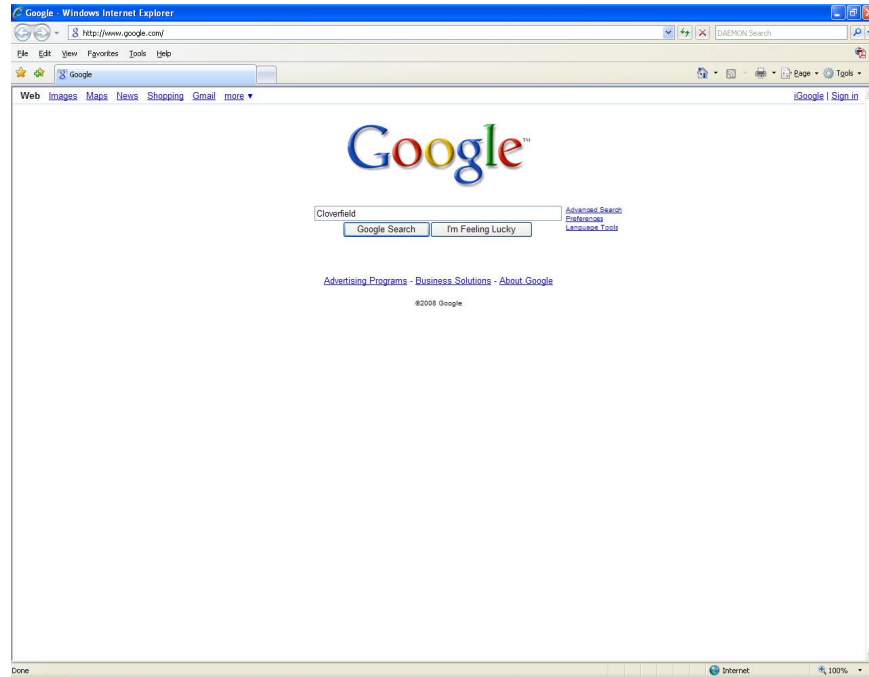 Google - Windows Internet Explorer
http://www.google.com/
DAEMON Search
File Edit View Favorites Tools Help
Google
Page Tools
Web Images Maps News Shopping Gmail more ▼
iGoogle | Sign in
Google™
Cloverfield
Advanced Search
Preferences
Language Tools
Google Search I'm Feeling Lucky
Advertising Programs - Business Solutions - About Google
©2008 Google
Done
Internet
100%